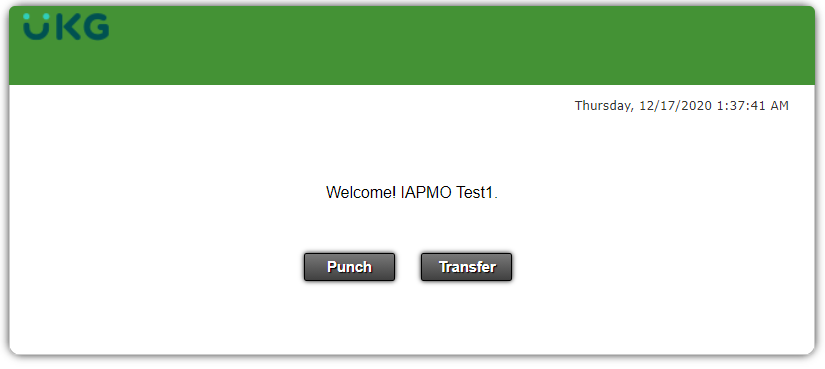 UKG
Thursday, 12/17/2020 1:37:41 AM
Welcome! IAPMO Test1.
Punch Transfer